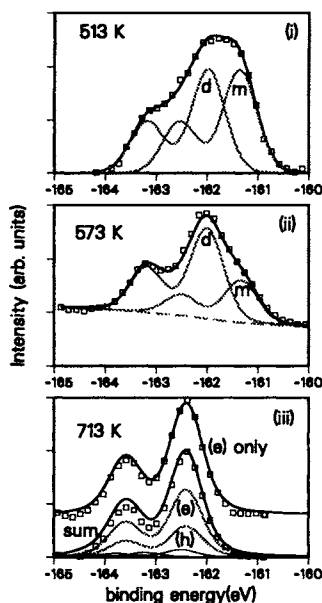 513 K
(i)
d
m
-165 -164 -163 -162 -161 -160
573 K
(ii)
d
m
-165 -164 -163 -162 -161 -160
Intensity (arb. units)
713 K
(iii)
(e) only
sum
(e)
(h)
-165 -164 -163 -162 -161 -160
binding energy(eV)